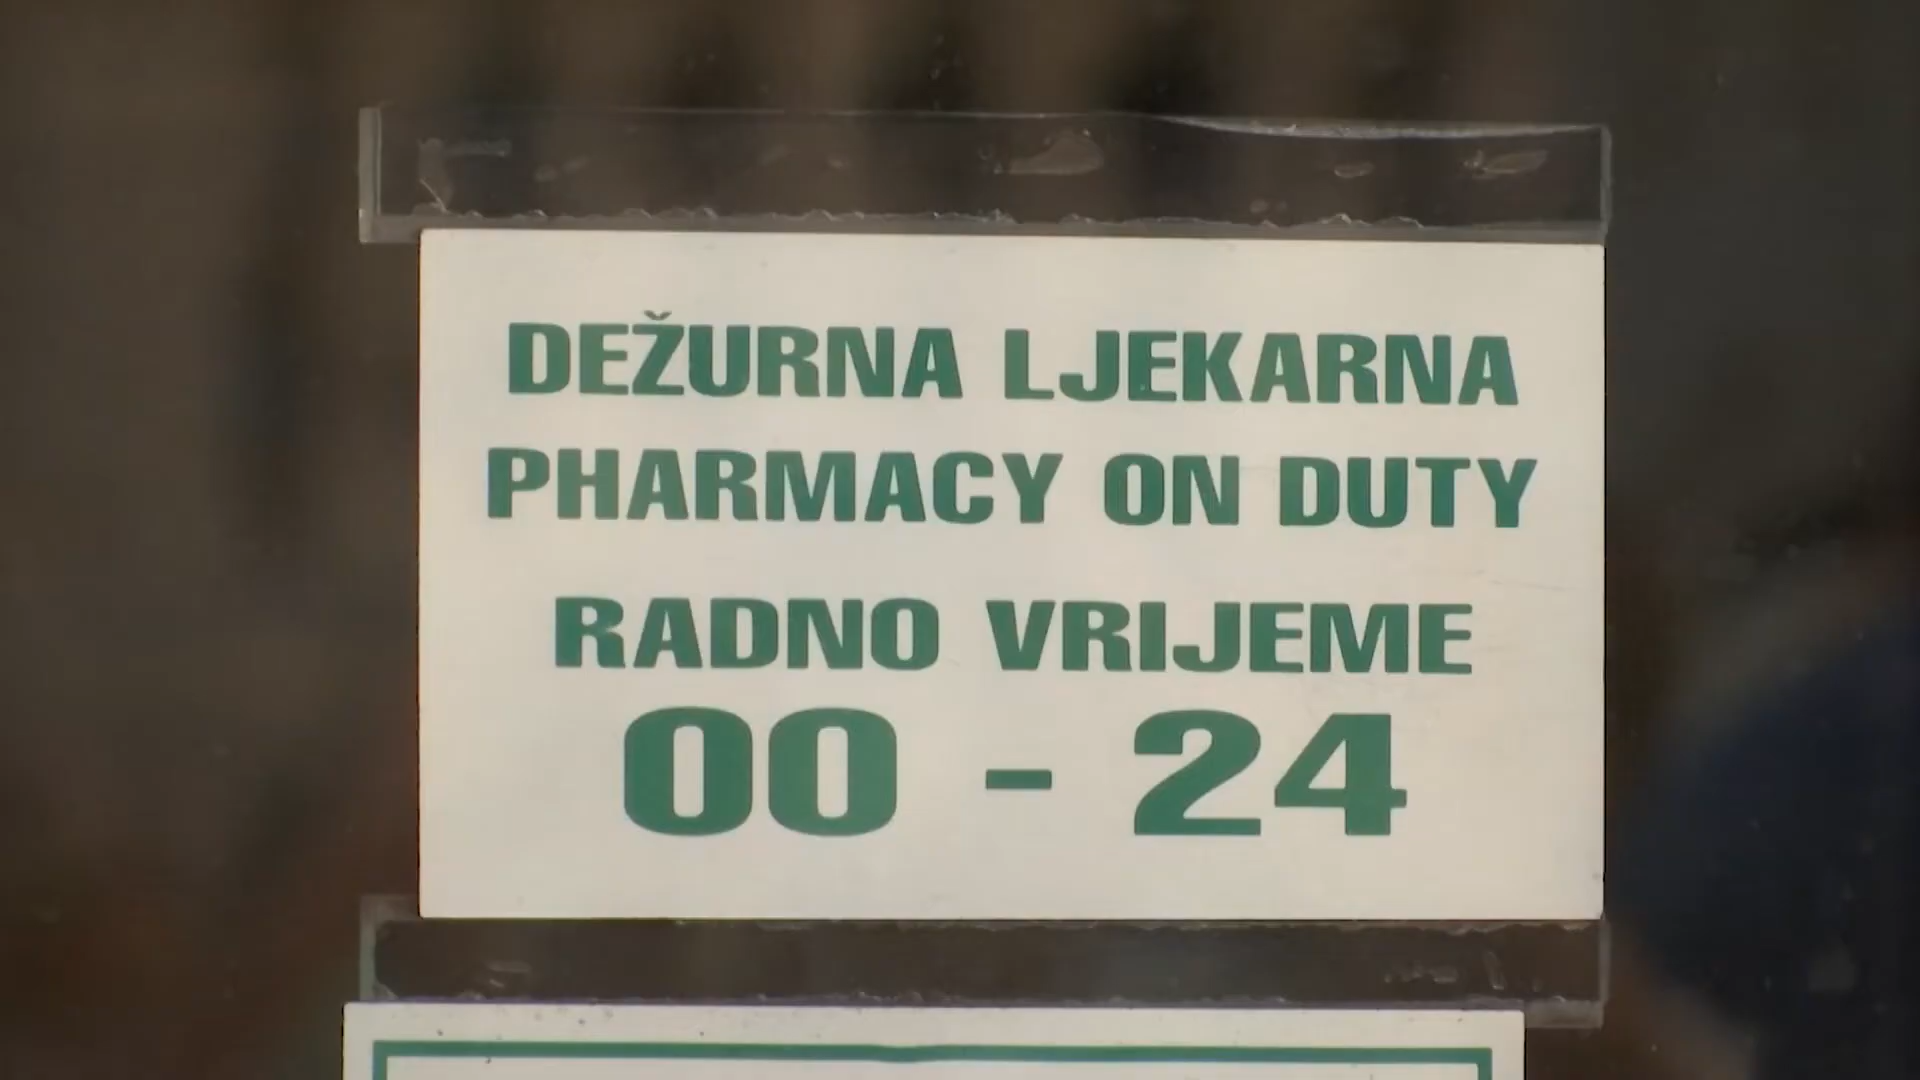 DEŽURNA LJEKARNA
PHARMACY ON DUTY
RADNO VRIJEME
00 - 24